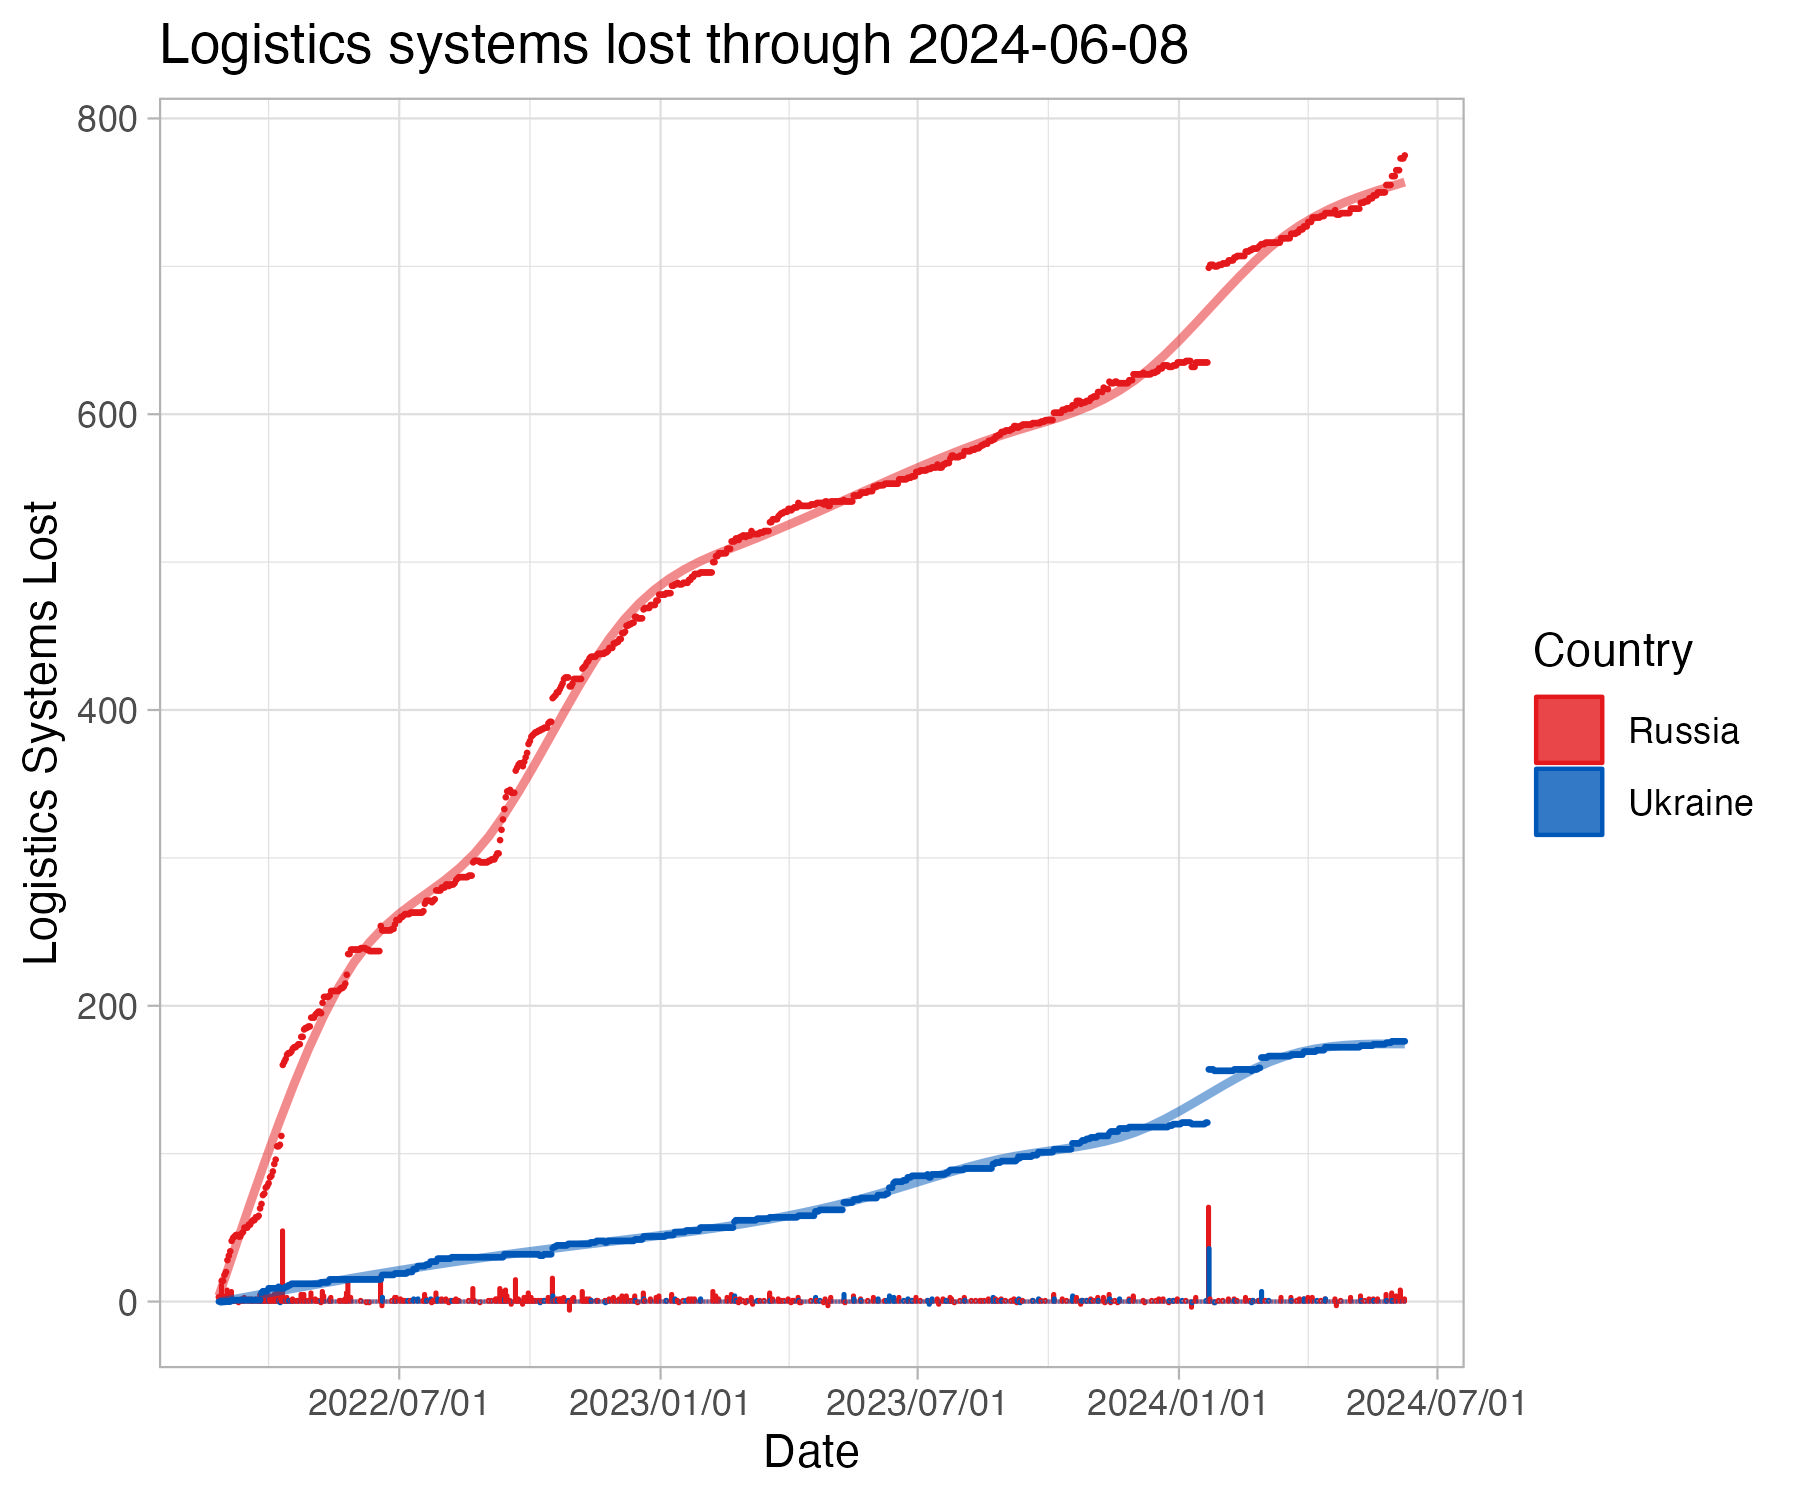 Logistics systems lost through 2024-06-08
Logistics Systems Lost
800
600
400
200
0
2022/07/01
2023/01/01
2023/07/01
2024/01/01
2024/07/01
Date
Country
Russia
Ukraine